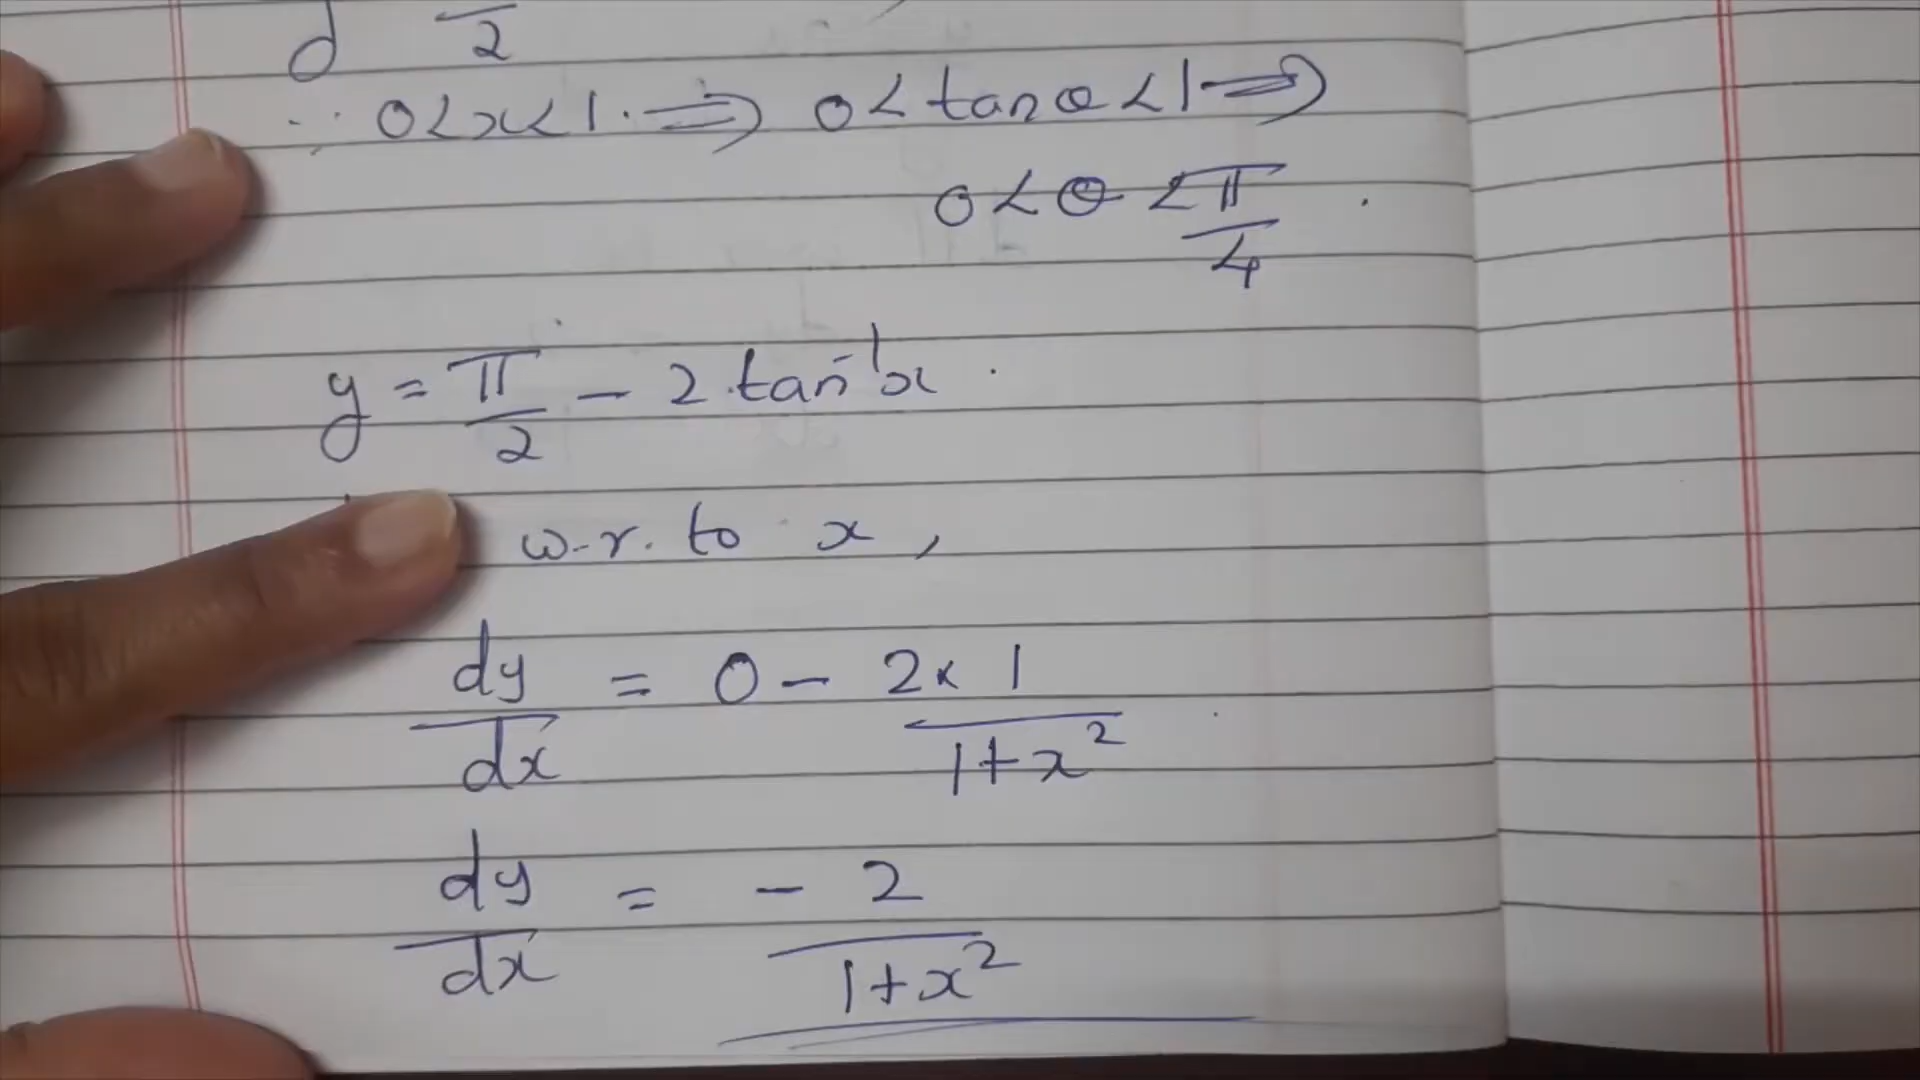 2
∵ 0<x<1. ⇒ 0<tanθ<1⇒
0<θ<π/4.
y = π/2 - 2 tan⁻¹x.
w.r. to x,
dy/dx = 0 - 2×1/1+x²
dy/dx = -2/1+x²